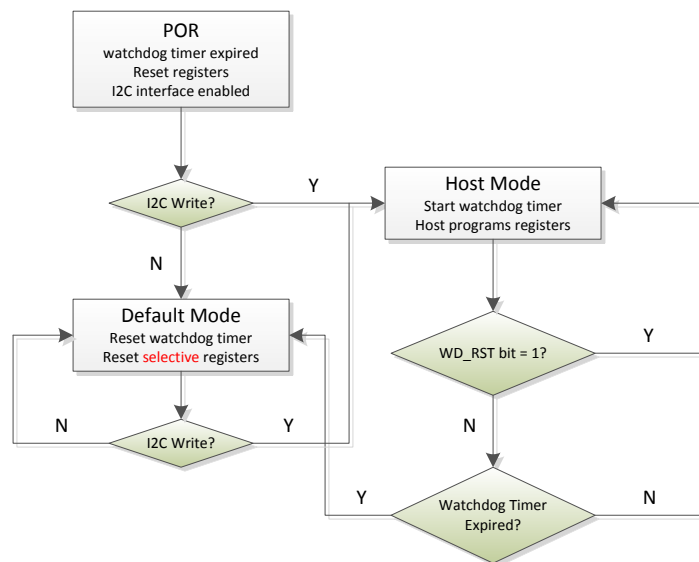 POR
watchdog timer expired
Reset registers
I2C interface enabled
I2C Write?
Y
N
Host Mode
Start watchdog timer
Host programs registers
Default Mode
Reset watchdog timer
Reset selective registers
WD_RST bit = 1?
Y
N
I2C Write?
N
Y
Watchdog Timer
Expired?
Y
N